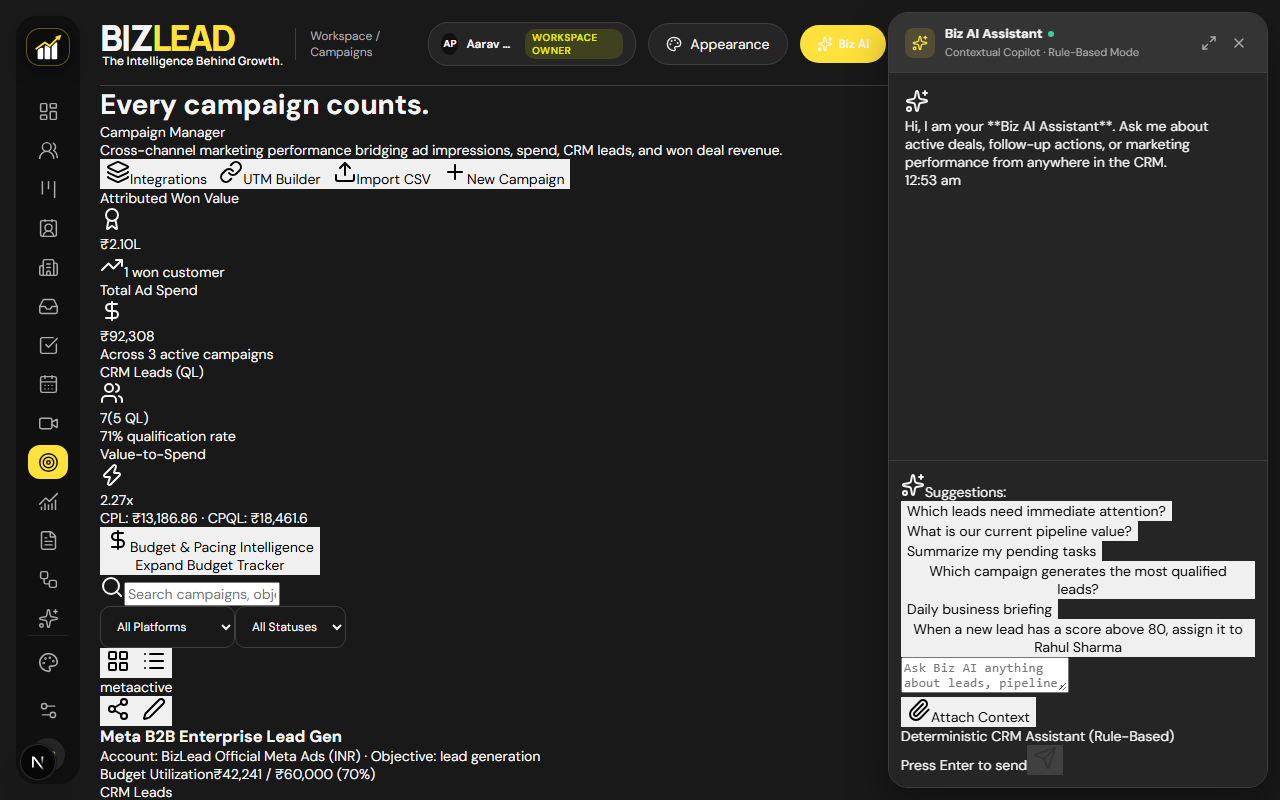 BIZLEAD
The Intelligence Behind Growth.
Workspace /
Campaigns
AP
Aarav ...
WORKSPACE
OWNER
Appearance
Biz AI
Every campaign counts.
Campaign Manager
Cross-channel marketing performance bridging ad impressions, spend, CRM leads, and won deal revenue.
Integrations UTM Builder Import CSV New Campaign
Attributed Won Value
₹2.10L
1 won customer
Total Ad Spend
₹92,308
Across 3 active campaigns
CRM Leads (QL)
7(5 QL)
71% qualification rate
Value-to-Spend
2.27x
CPL: ₹13,186.86 · CPQL: ₹18,461.6
Budget & Pacing Intelligence
Expand Budget Tracker
Search campaigns, obj
All Platforms All Statuses
metaactive
Meta B2B Enterprise Lead Gen
Account: BizLead Official Meta Ads (INR) · Objective: lead generation
Budget Utilization₹42,241 / ₹60,000 (70%)
CRM Leads
N
Biz AI Assistant
Contextual Copilot · Rule-Based Mode
Hi, I am your **Biz AI Assistant**. Ask me about
active deals, follow-up actions, or marketing
performance from anywhere in the CRM.
12:53 am
Suggestions:
Which leads need immediate attention?
What is our current pipeline value?
Summarize my pending tasks
Which campaign generates the most qualified
leads?
Daily business briefing
When a new lead has a score above 80, assign it to
Rahul Sharma
Ask Biz AI anything
about leads, pipeline,
Attach Context
Deterministic CRM Assistant (Rule-Based)
Press Enter to send